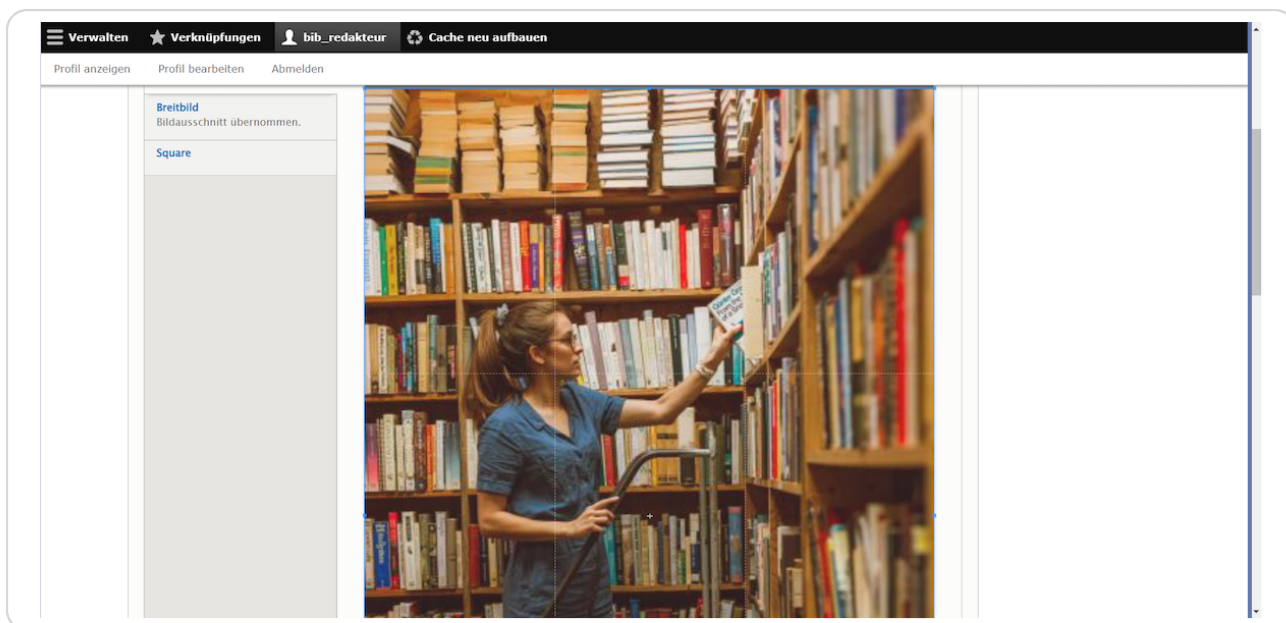 Verwalten Verknüpfungen bib_redakteur Cache neu aufbauen
Profil anzeigen Profil bearbeiten Abmelden
Breitbild
Bildausschnitt übernommen.
Square